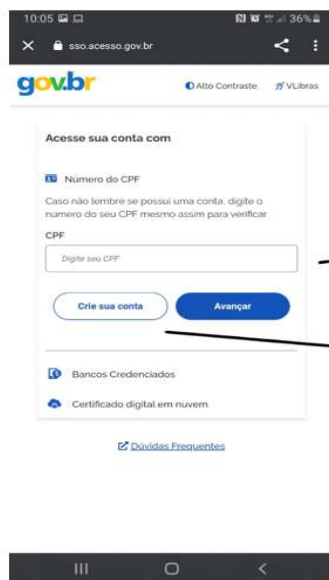 10:05 36%
sso.acesso.gov.br
gov.br Alto Contraste VLibras
Acesse sua conta com
Número do CPF
Caso não lembre se possui uma conta, digite o
número do seu CPF mesmo assim para verificar
CPF
Digite seu CPF
Crie sua conta Avançar
Bancos Credenciados
Certificado digital em nuvem
Dúvidas Frequentes